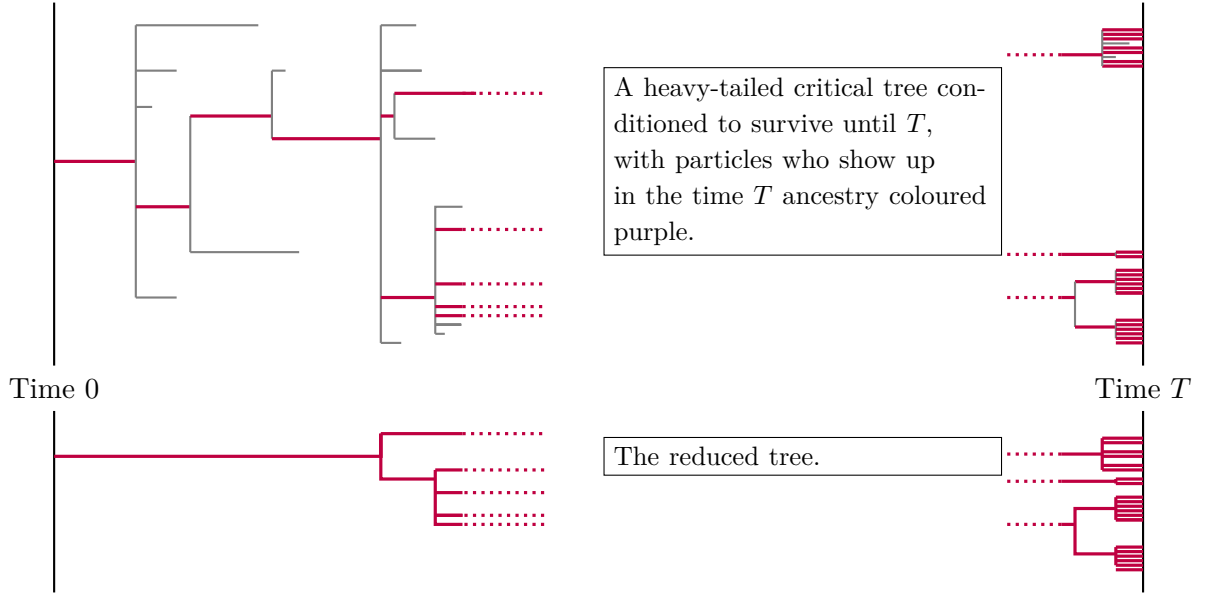 A heavy-tailed critical tree con-
ditioned to survive until T,
with particles who show up
in the time T ancestry coloured
purple.
Time 0
Time T
The reduced tree.